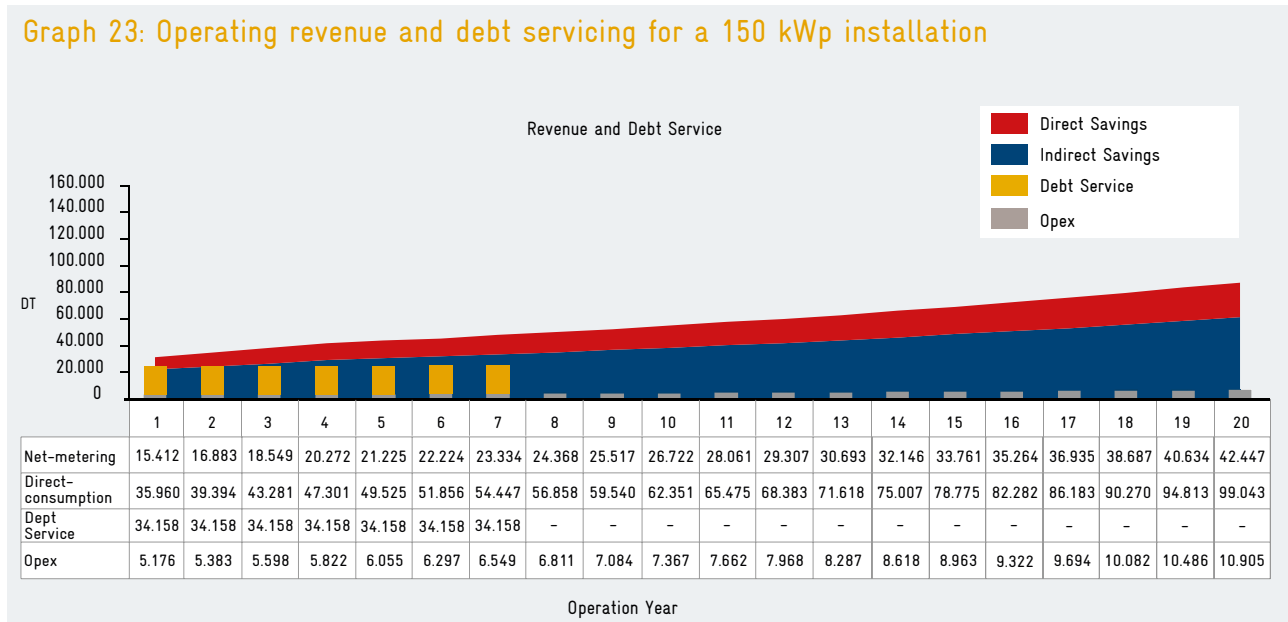 Graph 23: Operating revenue and debt servicing for a 150 kWp installation
Revenue and Debt Service
Direct Savings
Indirect Savings
Debt Service
Opex
160.000
140.000
120.000
100.000
80.000
DT
60.000
40.000
20.000
0
1 2 3 4 5 6 7 8 9 10 11 12 13 14 15 16 17 18 19 20
Net-metering 15.412 16.883 18.549 20.272 21.225 22.224 23.334 24.368 25.517 26.722 28.061 29.307 30.693 32.146 33.761 35.264 36.935 38.687 40.634 42.447
Direct-
consumption 35.960 39.394 43.281 47.301 49.525 51.856 54.447 56.858 59.540 62.351 65.475 68.383 71.618 75.007 78.775 82.282 86.183 90.270 94.813 99.043
Dept
Service 34.158 34.158 34.158 34.158 34.158 34.158 34.158 - - - - - - - - - - - - -
Opex 5.176 5.383 5.598 5.822 6.055 6.297 6.549 6.811 7.084 7.367 7.662 7.968 8.287 8.618 8.963 9.322 9.694 10.082 10.486 10.905
Operation Year